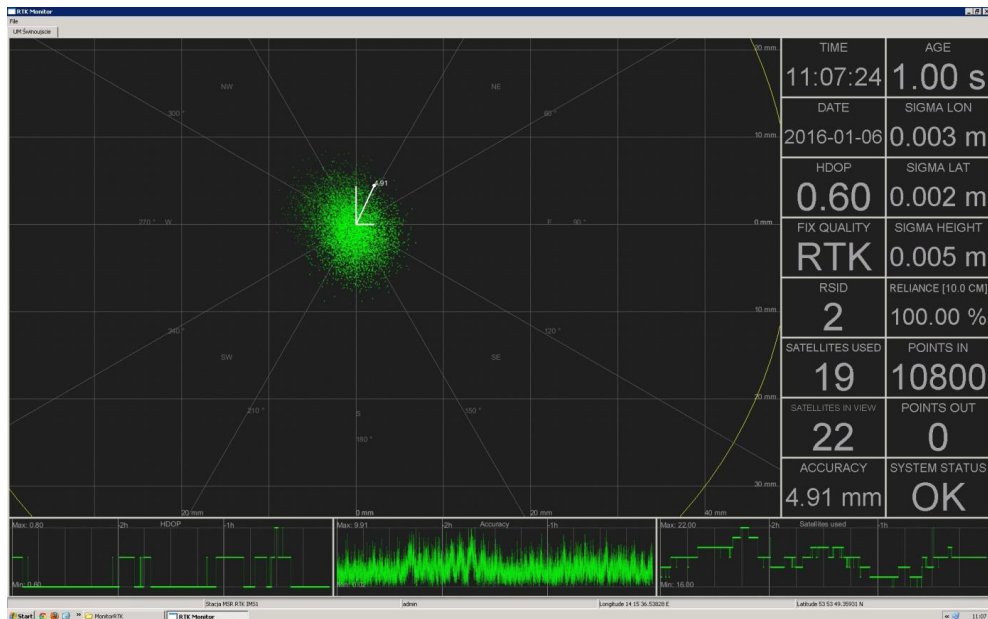 RTK Monitor
File
UM Świnoujście
20 mm.
NW
NE
300 °
60 °
10 mm.
4.91
270 ° W
E 90 °
0 mm.
10 mm.
240 °
120 °
SW
SE
20 mm.
210 °
S
150 °
180 °
30 mm.
20 mm
0 mm
20 mm
40 mm
TIME
11:07:24
AGE
1.00 s
DATE
2016-01-06
SIGMA LON
0.003 m
HDOP
0.60
SIGMA LAT
0.002 m
FIX QUALITY
RTK
SIGMA HEIGHT
0.005 m
RSID
2
RELIANCE [10.0 CM]
100.00 %
SATELLITES USED
19
POINTS IN
10800
SATELLITES IN VIEW
22
POINTS OUT
0
ACCURACY
4.91 mm
SYSTEM STATUS
OK
Max: 0.80 -2h HDOP -1h
Min: 0.60
Max: 9.91 -2h Accuracy -1h
Max: 22.00 -2h Satellites used -1h
Min: 16.00
Stacja MSR RTK IMS1 admin Longitude 14 15 36.53828 E Latitude 53 53 49.35931 N
Start MonitorRTK RTK Monitor 11:07